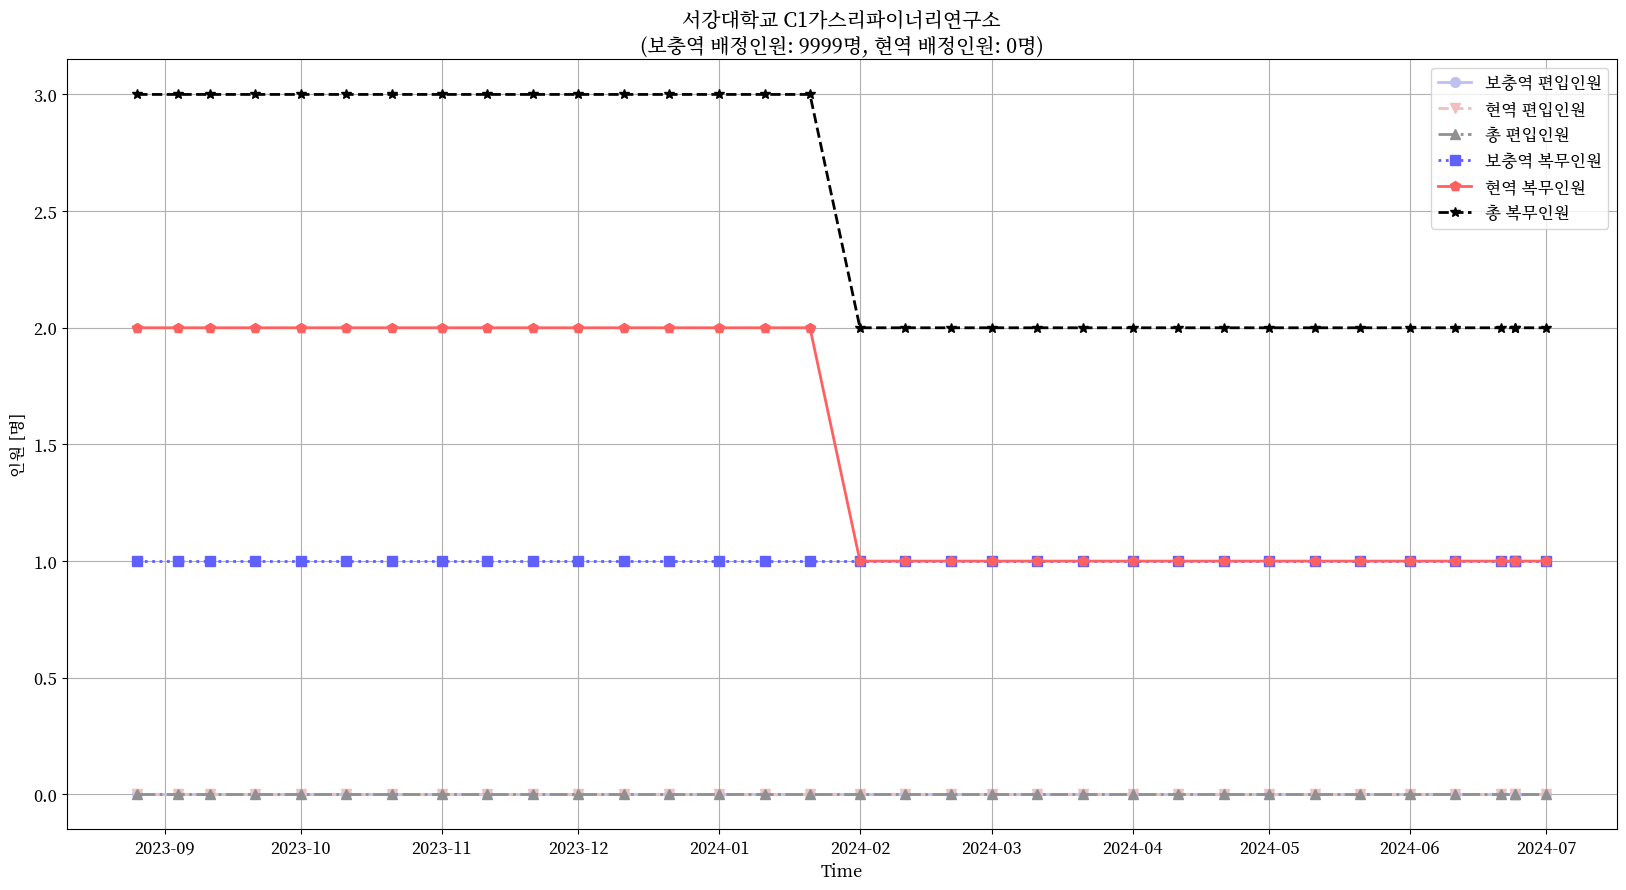 서강대학교 C1가스리파이너리연구소
(보충역 배정인원: 9999명, 현역 배정인원: 0명)
보충역 편입인원
현역 편입인원
총 편입인원
보충역 복무인원
현역 복무인원
총 복무인원
3.0
2.5
2.0
1.5
1.0
0.5
0.0
인원 [명]
2023-09 2023-10 2023-11 2023-12 2024-01 2024-02 2024-03 2024-04 2024-05 2024-06 2024-07
Time